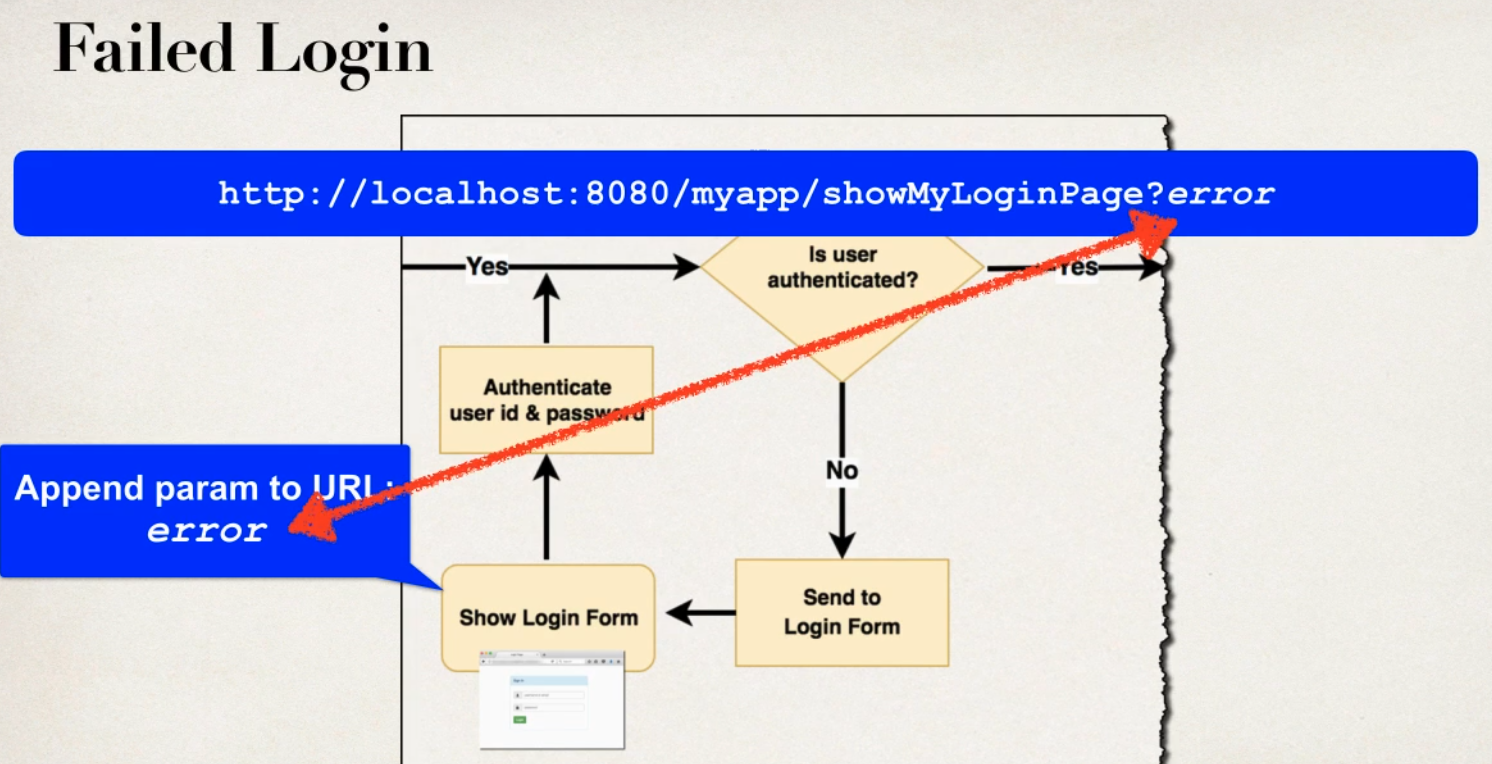 Failed Login
http://localhost:8080/myapp/showMyLoginPage?error
Yes
Is user
authenticated?
Yes
Authenticate
user id & password
No
Append param to URL:
error
Show Login Form
Send to
Login Form